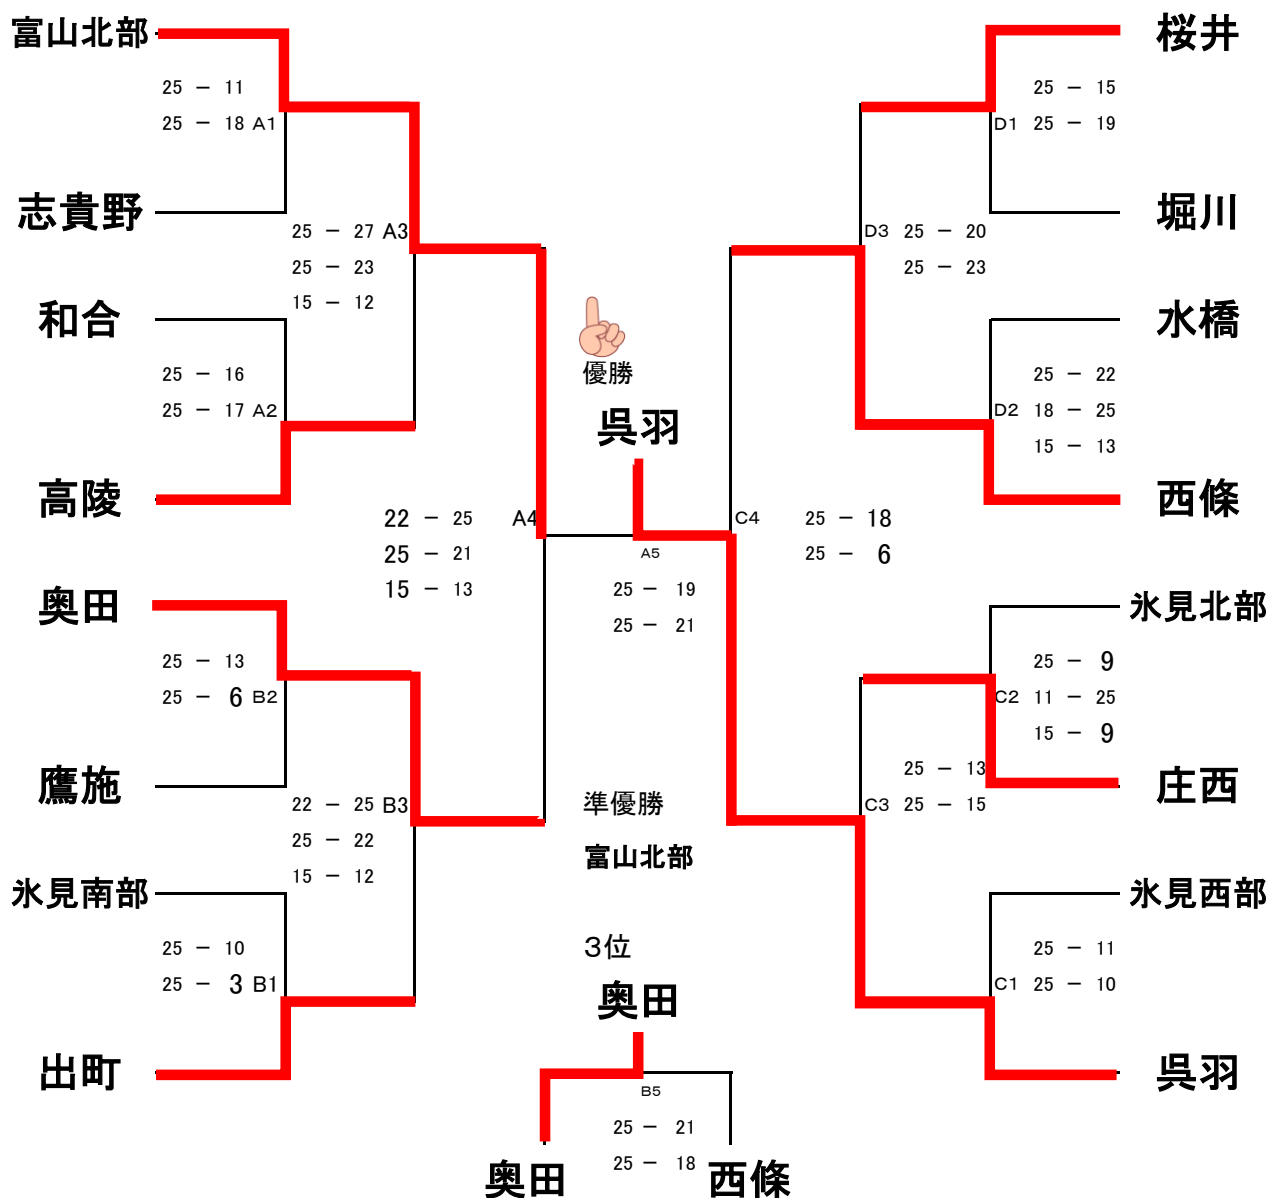 富山北部
25 － 11
25 － 18 A1
志貴野
25 － 27 A3
25 － 23
15 － 12
和合
25 － 16
25 － 17 A2
高陵
22 － 25 A4
25 － 21
15 － 13
奥田
25 － 13
25 － 6 B2
鷹施
22 － 25 B3
25 － 22
15 － 12
氷見南部
25 － 10
25 － 3 B1
出町
優勝
呉羽
A5
25 － 19
25 － 21
準優勝
富山北部
３位
奥田
B5
25 － 21
25 － 18
奥田
西條
桜井
25 － 15
D1 25 － 19
堀川
D3 25 － 20
25 － 23
水橋
25 － 22
D2 18 － 25
15 － 13
西條
C4 25 － 18
25 － 6
氷見北部
25 － 9
C2 11 － 25
15 － 9
庄西
25 － 13
C3 25 － 15
氷見西部
25 － 11
C1 25 － 10
呉羽